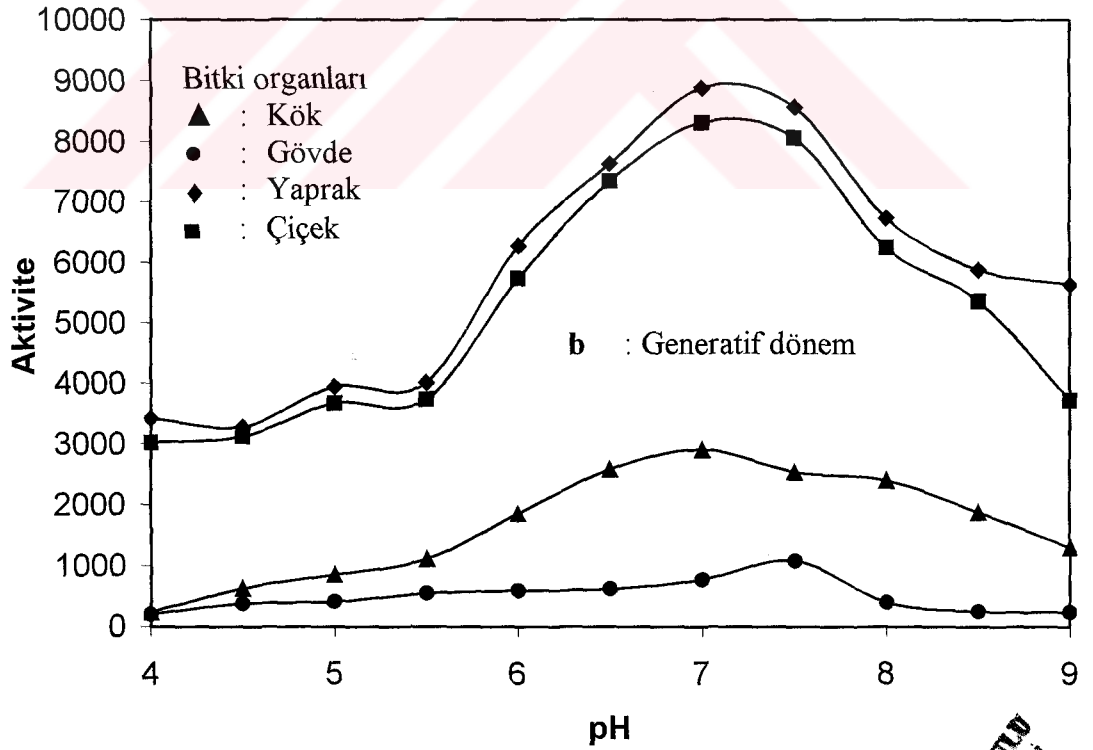 10000
9000
8000
7000
6000
5000
4000
3000
2000
1000
0
Aktivite
Bitki organları
: Kök
: Gövde
: Yaprak
: Çiçek
b : Generatif dönem
4 5 6 7 8 9
pH